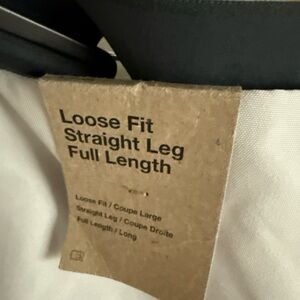 Loose Fit
Straight Leg
Full Length
Loose Fit / Coupe Large
Straight Leg / Coupe Droite
Full Length / Long